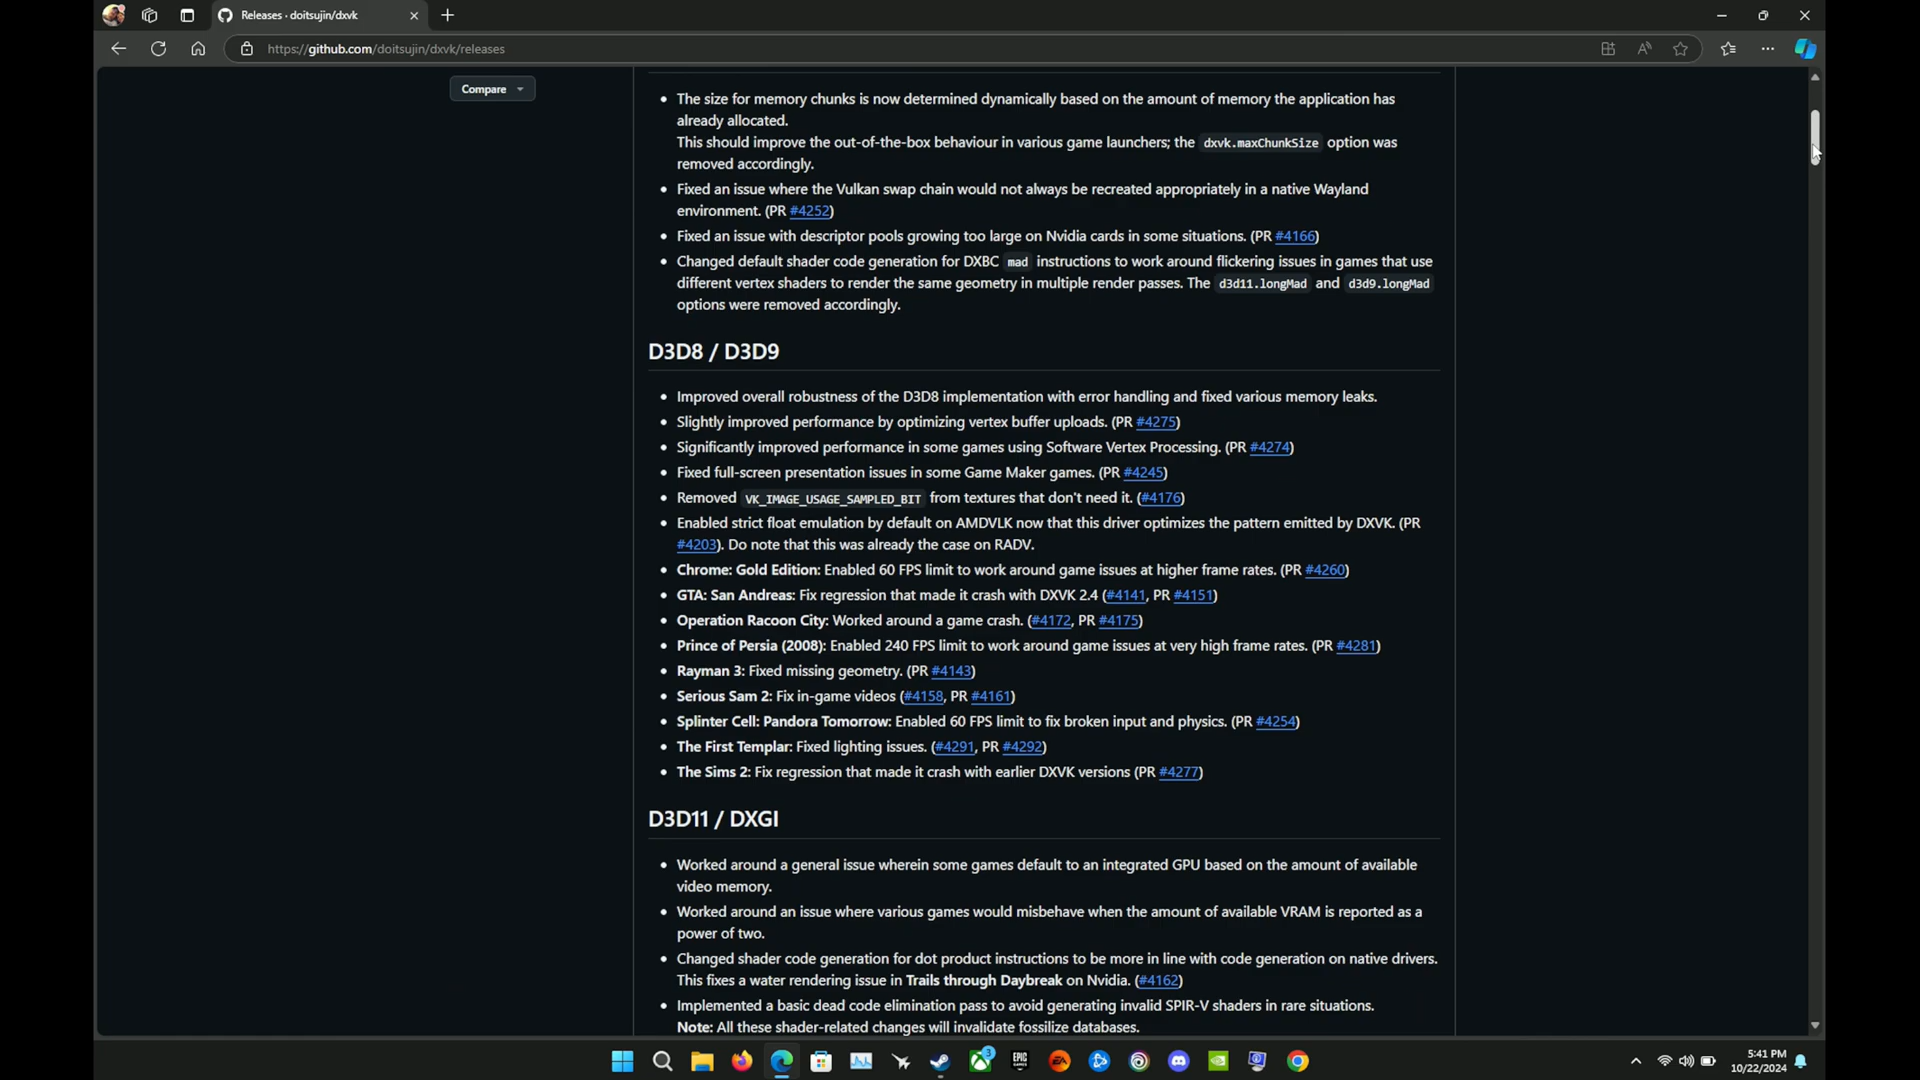 Releases · doitsujin/dxvk
https://github.com/doitsujin/dxvk/releases
Compare
The size for memory chunks is now determined dynamically based on the amount of memory the application has
already allocated.
This should improve the out-of-the-box behaviour in various game launchers; the dxvk.maxChunkSize option was
removed accordingly.
Fixed an issue where the Vulkan swap chain would not always be recreated appropriately in a native Wayland
environment. (PR #4252)
Fixed an issue with descriptor pools growing too large on Nvidia cards in some situations. (PR #4166)
Changed default shader code generation for DXBC mad instructions to work around flickering issues in games that use
different vertex shaders to render the same geometry in multiple render passes. The d3d11.longMad and d3d9.longMad
options were removed accordingly.
D3D8 / D3D9
Improved overall robustness of the D3D8 implementation with error handling and fixed various memory leaks.
Slightly improved performance by optimizing vertex buffer uploads. (PR #4275)
Significantly improved performance in some games using Software Vertex Processing. (PR #4274)
Fixed full-screen presentation issues in some Game Maker games. (PR #4245)
Removed VK_IMAGE_USAGE_SAMPLED_BIT from textures that don't need it. (#4176)
Enabled strict float emulation by default on AMDVLK now that this driver optimizes the pattern emitted by DXVK. (PR
#4203). Do note that this was already the case on RADV.
Chrome: Gold Edition: Enabled 60 FPS limit to work around game issues at higher frame rates. (PR #4260)
GTA: San Andreas: Fix regression that made it crash with DXVK 2.4 (#4141, PR #4151)
Operation Racoon City: Worked around a game crash. (#4172, PR #4175)
Prince of Persia (2008): Enabled 240 FPS limit to work around game issues at very high frame rates. (PR #4281)
Rayman 3: Fixed missing geometry. (PR #4143)
Serious Sam 2: Fix in-game videos (#4158, PR #4161)
Splinter Cell: Pandora Tomorrow: Enabled 60 FPS limit to fix broken input and physics. (PR #4254)
The First Templar: Fixed lighting issues. (#4291, PR #4292)
The Sims 2: Fix regression that made it crash with earlier DXVK versions (PR #4277)
D3D11 / DXGI
Worked around a general issue wherein some games default to an integrated GPU based on the amount of available
video memory.
Worked around an issue where various games would misbehave when the amount of available VRAM is reported as a
power of two.
Changed shader code generation for dot product instructions to be more in line with code generation on native drivers.
This fixes a water rendering issue in Trails through Daybreak on Nvidia. (#4162)
Implemented a basic dead code elimination pass to avoid generating invalid SPIR-V shaders in rare situations.
Note: All these shader-related changes will invalidate fossilize databases.
3
EPIC
EA
5:41 PM
10/22/2024